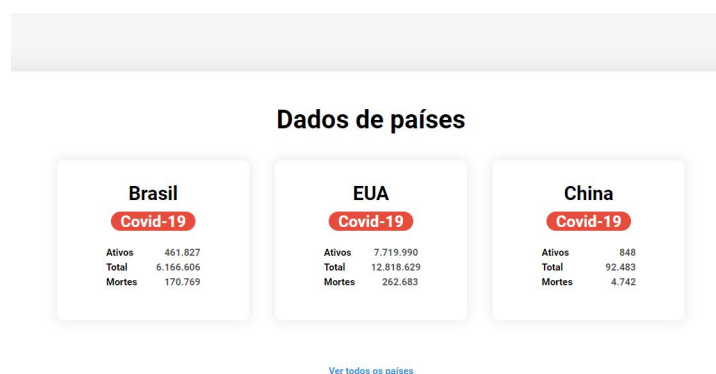 Dados de países
Brasil
Covid-19
Ativos 461.827
Total 6.166.606
Mortes 170.769
EUA
Covid-19
Ativos 7.719.990
Total 12.818.629
Mortes 262.683
China
Covid-19
Ativos 848
Total 92.483
Mortes 4.742
Ver todos os países